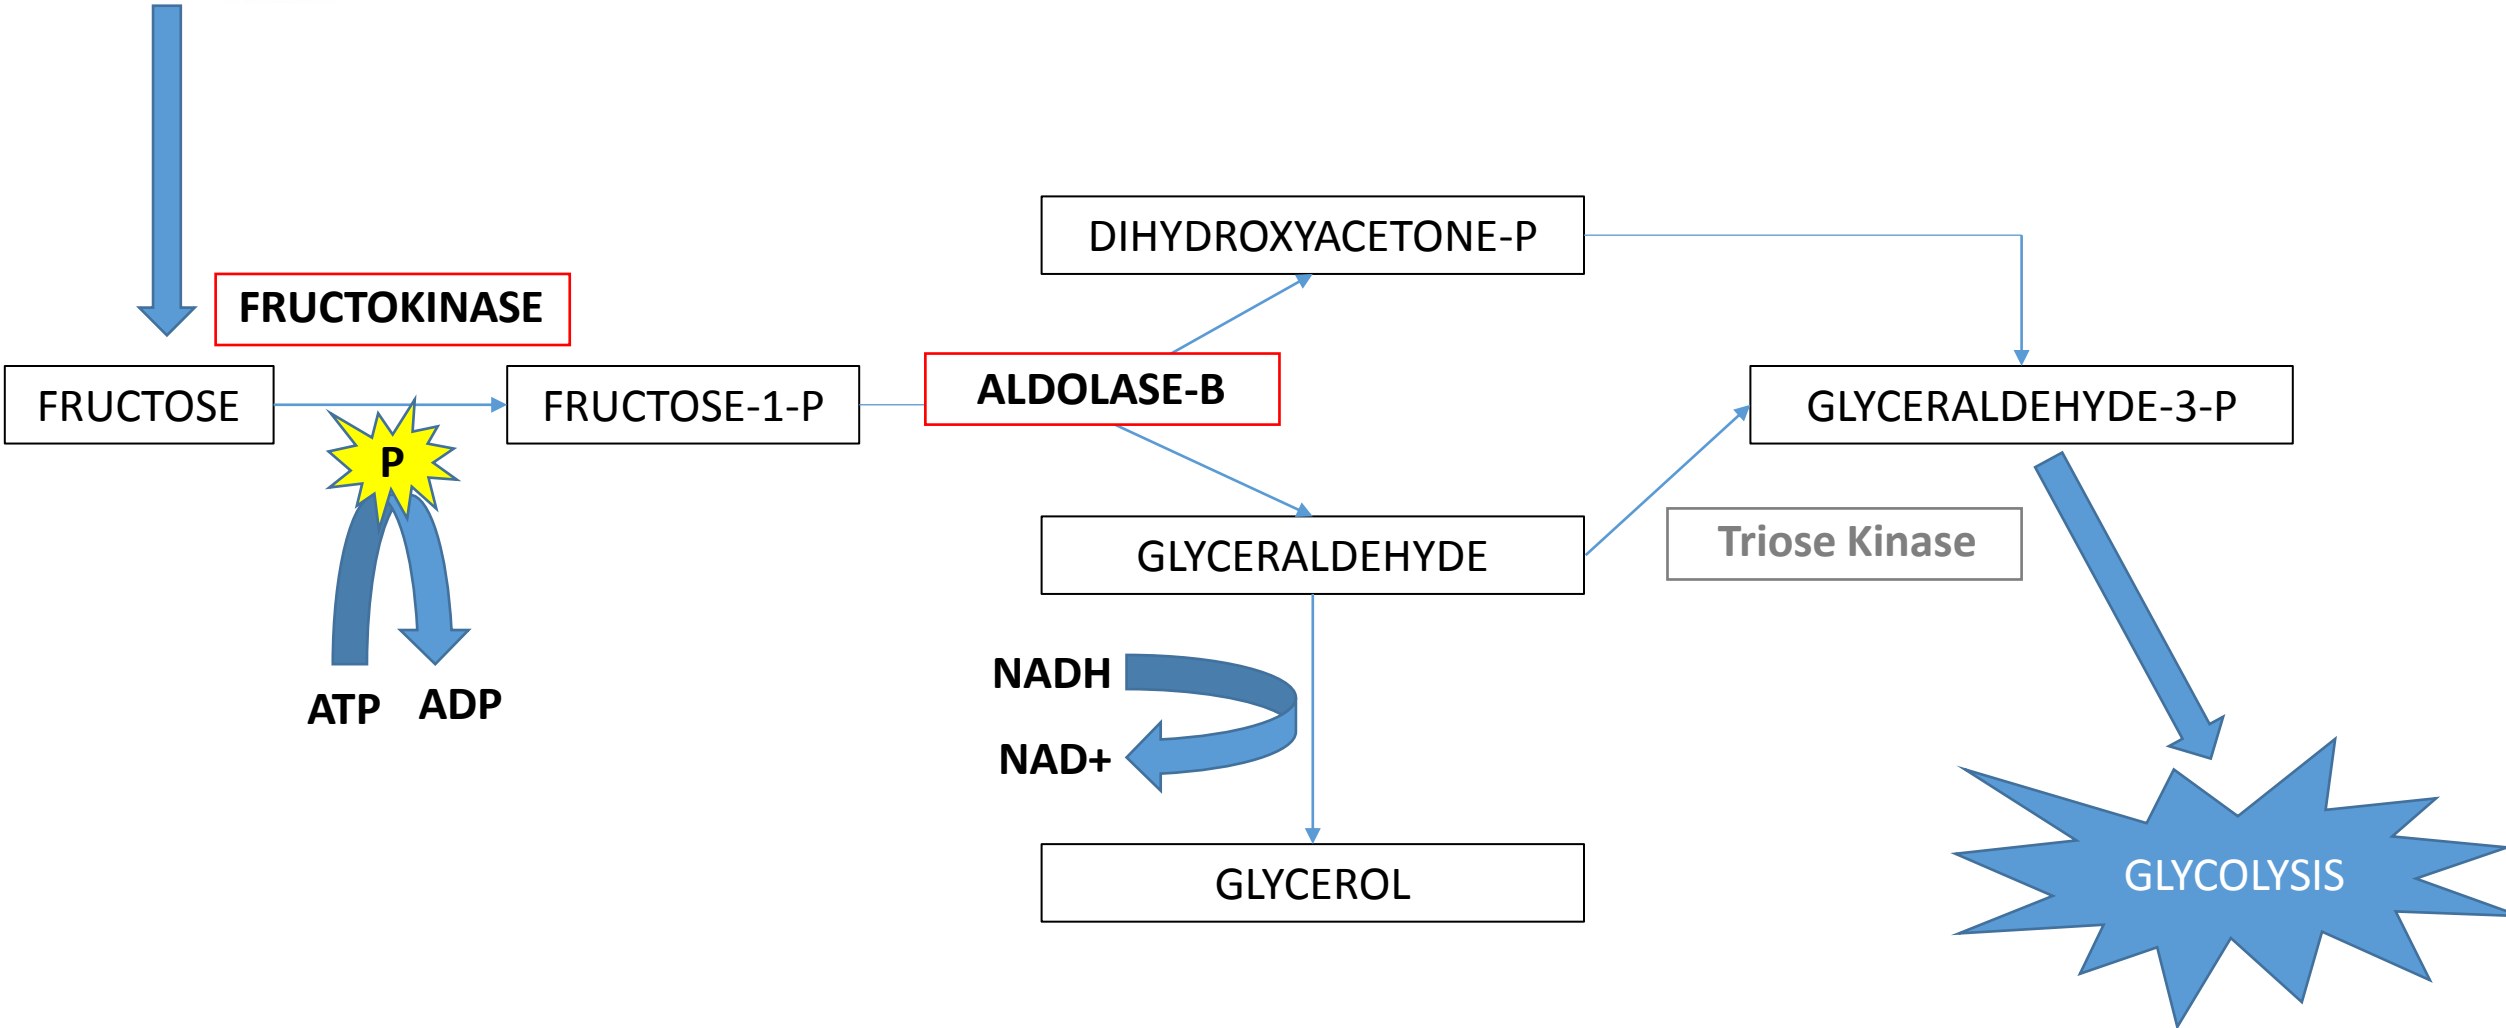 FRUCTOKINASE
FRUCTOSE
P
ATP
ADP
FRUCTOSE-1-P
ALDOLASE-B
DIHYDROXYACETONE-P
GLYCERALDEHYDE
NADH
NAD+
GLYCEROL
Triose Kinase
GLYCERALDEHYDE-3-P
GLYCOLYSIS